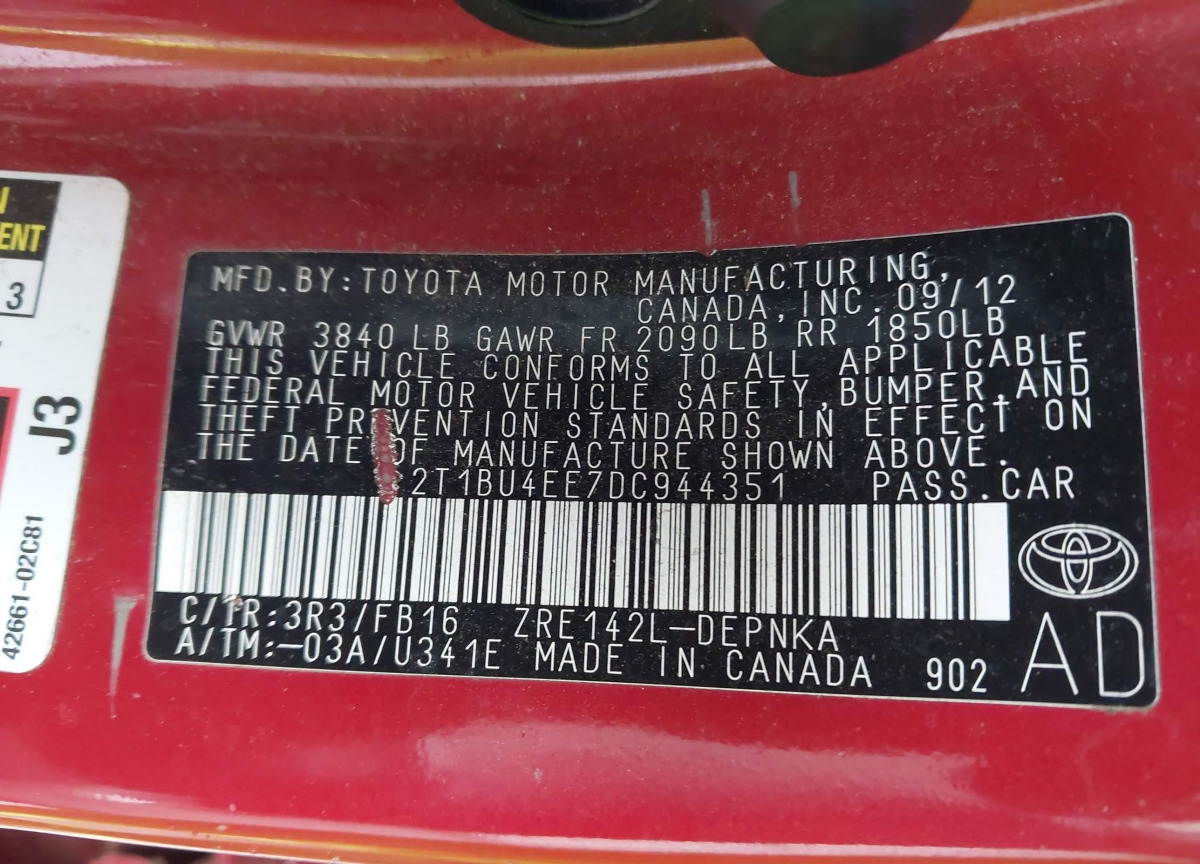 I
ENT
3
J3
42661-02C81
MFD.BY:TOYOTA MOTOR MANUFACTURING,
CANADA,INC.09/12
GVWR 3840 LB GAWR FR 2090LB RR 1850LB
THIS VEHICLE CONFORMS TO ALL APPLICABLE
FEDERAL MOTOR VEHICLE SAFETY,BUMPER,AND
THEFT PREVENTION STANDARDS IN EFFECT ON
THE DATE OF MANUFACTURE SHOWN ABOVE.
2T1BU4EE7DC944351 PASS.CAR
C/TR:3R3/FB16 ZRE142L-DEPNKA
A/TM:-03A/U341E MADE IN CANADA 902
AD